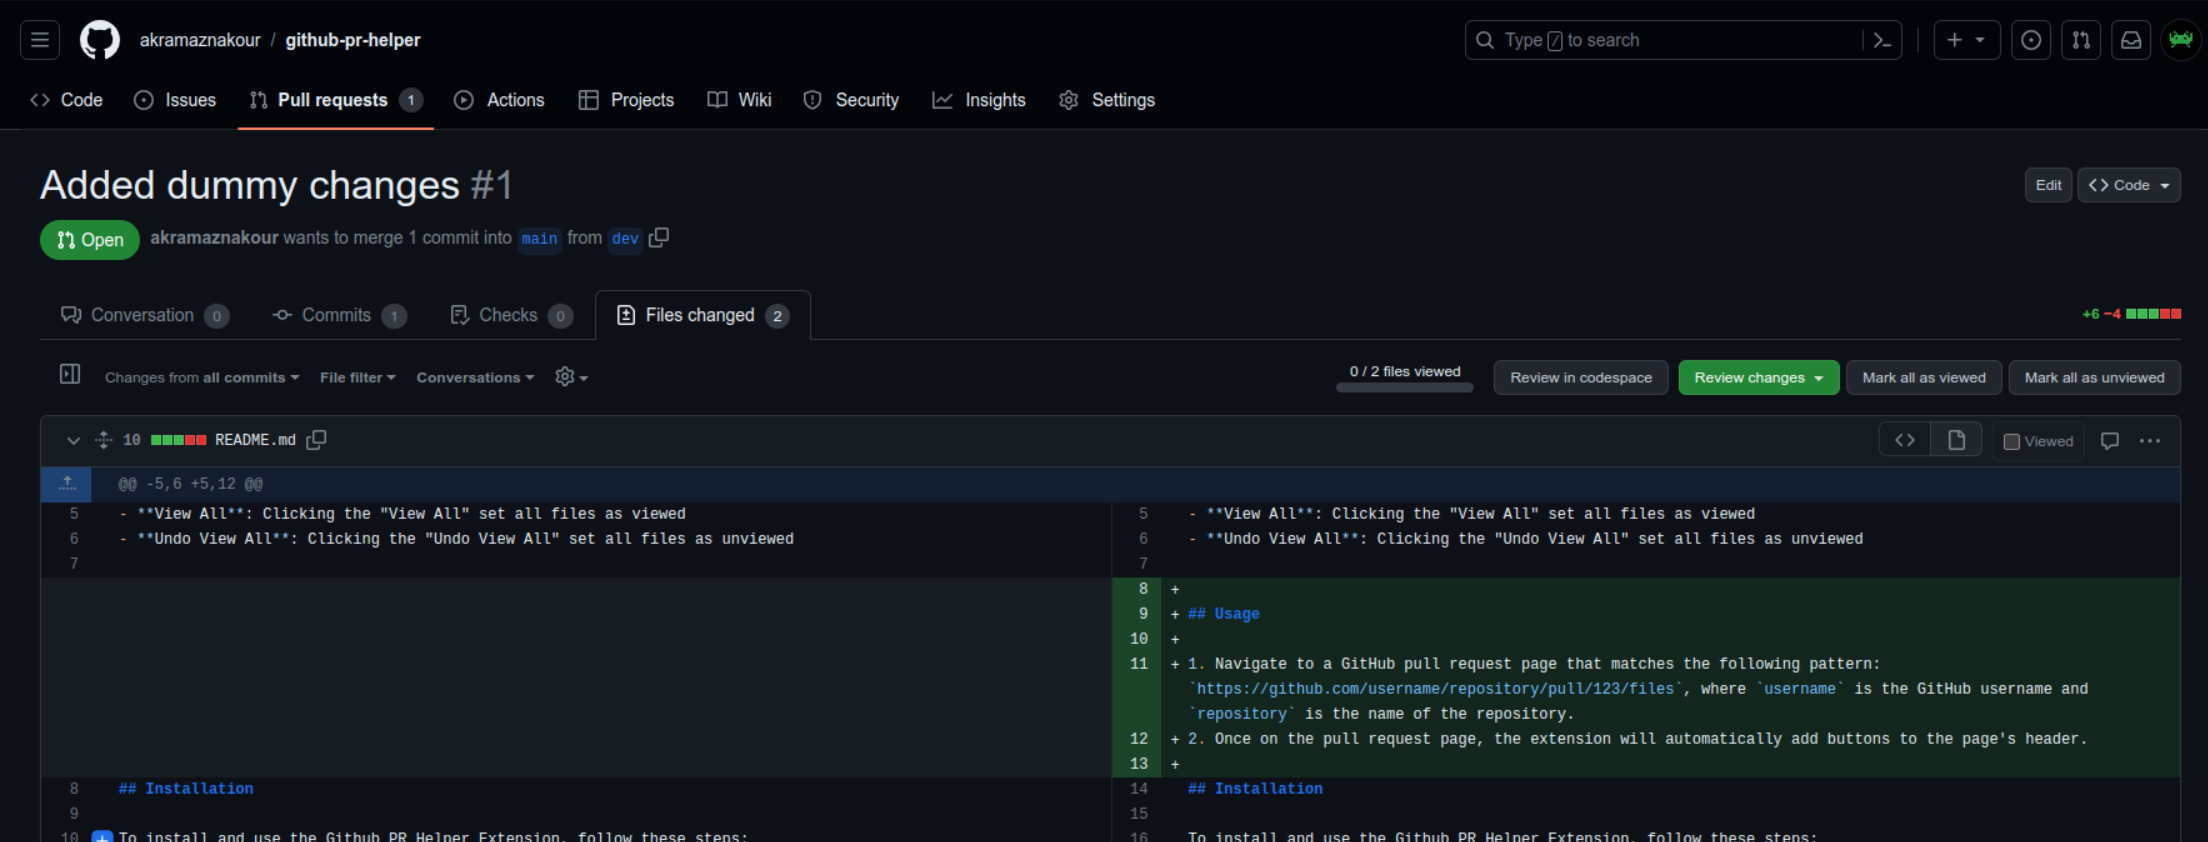 akramaznakour / github-pr-helper
Type / to search
Code
Issues
Pull requests 1
Actions
Projects
Wiki
Security
Insights
Settings
Added dummy changes #1
Edit
Code
Open
akramaznakour wants to merge 1 commit into main from dev
Conversation 0
Commits 1
Checks 0
Files changed 2
+6 −4
Changes from all commits
File filter
Conversations
0 / 2 files viewed
Review in codespace
Review changes
Mark all as viewed
Mark all as unviewed
10 README.md
Viewed
@@ -5,6 +5,12 @@
5 - **View All**: Clicking the "View All" set all files as viewed
6 - **Undo View All**: Clicking the "Undo View All" set all files as unviewed
7
8 ## Installation
9
10 To install and use the Github PR Helper Extension, follow these steps:
5 - **View All**: Clicking the "View All" set all files as viewed
6 - **Undo View All**: Clicking the "Undo View All" set all files as unviewed
7
8 +
9 + ## Usage
10 +
11 + 1. Navigate to a GitHub pull request page that matches the following pattern:
`https://github.com/username/repository/pull/123/files`, where `username` is the GitHub username and
`repository` is the name of the repository.
12 + 2. Once on the pull request page, the extension will automatically add buttons to the page's header.
13 +
14 ## Installation
15
16 To install and use the Github PR Helper Extension, follow these steps: